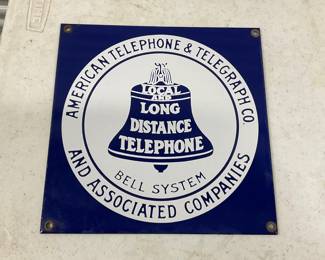 AMERICAN TELEPHONE & TELEGRAPH CO.
LOCAL
AND
LONG
DISTANCE
TELEPHONE
BELL SYSTEM
AND ASSOCIATED COMPANIES